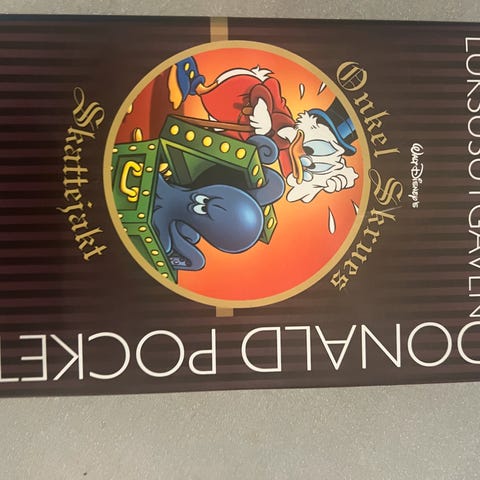 LUKSUSUTGAVEN
DONALD POCKET
Walt Disney's
Onkel Skrues
Skattejakt